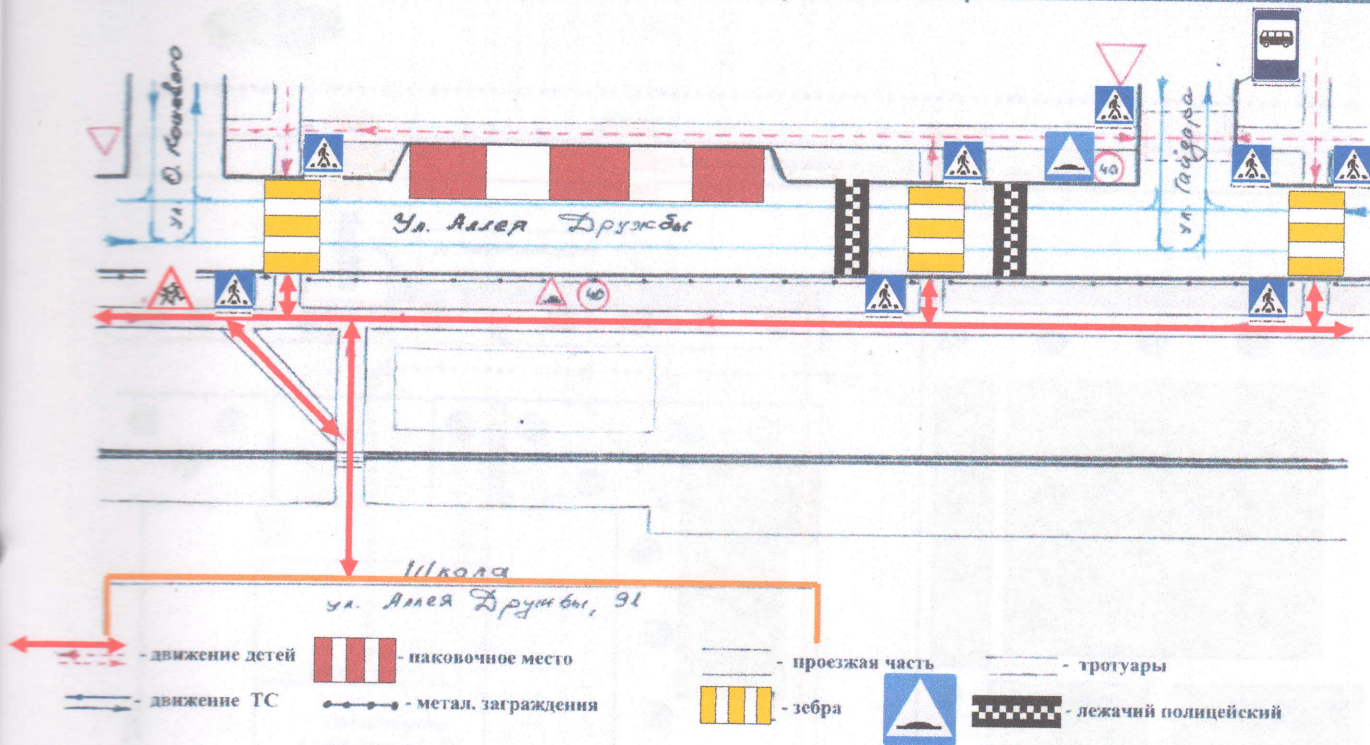 ул. О. Кошевого
40
ул. Гайдара
Ул. Аллея Дружбы
40
Школа
ул. Аллея Дружбы, 91
- движение детей
- паковочное место
- проезжая часть
- тротуары
- движение ТС
- метал. заграждения
- зебра
- лежачий полицейский